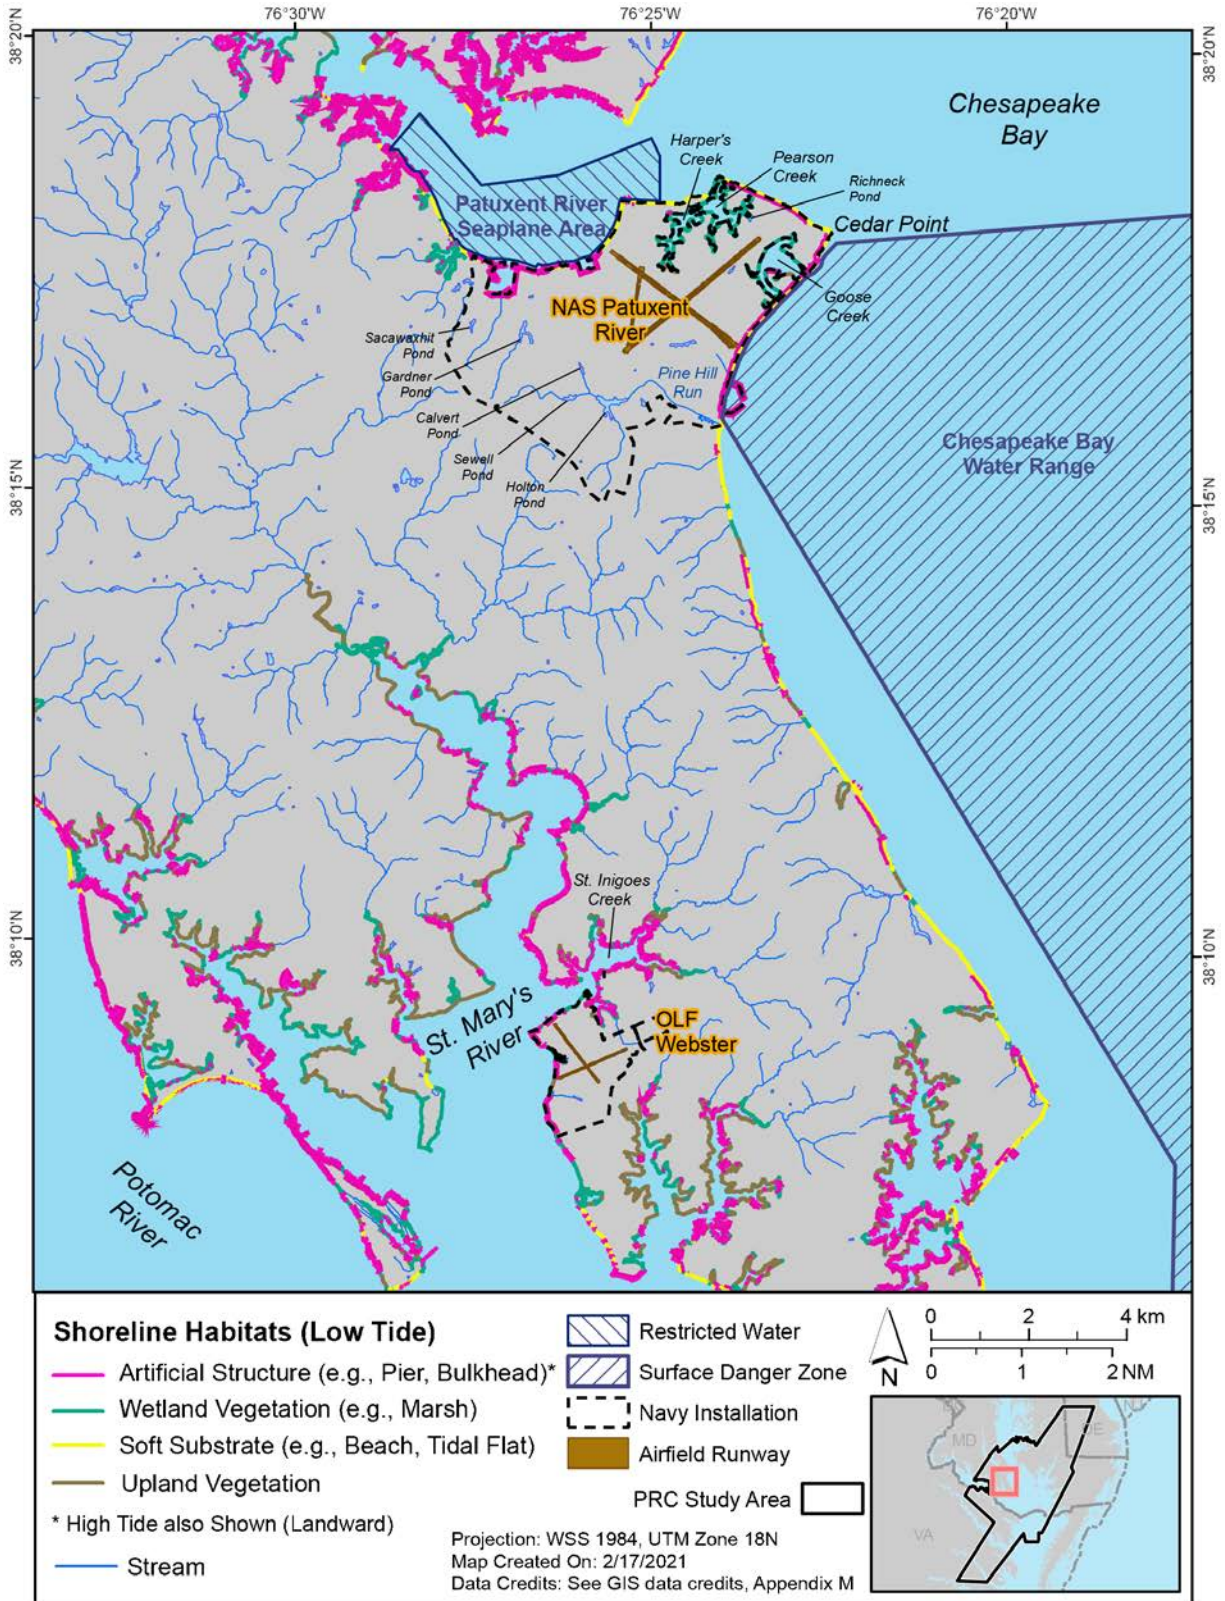 76°30'W
76°25'W
76°20'W
38°20'N
38°20'N
Chesapeake
Bay
Harper's
Creek
Pearson
Creek
Richneck
Pond
Patuxent River
Seaplane Area
Cedar Point
Goose
Creek
NAS Patuxent
River
Sacawaxhit
Pond
Gardner
Pond
Pine Hill
Run
Calvert
Pond
Sewell
Pond
Holton
Pond
Chesapeake Bay
Water Range
38°15'N
38°15'N
St. Inigoes
Creek
38°10'N
38°10'N
St. Mary's
River
OLF
Webster
Potomac
River
Shoreline Habitats (Low Tide)
Artificial Structure (e.g., Pier, Bulkhead)*
Wetland Vegetation (e.g., Marsh)
Soft Substrate (e.g., Beach, Tidal Flat)
Upland Vegetation
* High Tide also Shown (Landward)
Stream
Restricted Water
Surface Danger Zone
Navy Installation
Airfield Runway
PRC Study Area
Projection: WSS 1984, UTM Zone 18N
Map Created On: 2/17/2021
Data Credits: See GIS data credits, Appendix M
N
0 2 4 km
0 1 2 NM
MD
DE
NJ
VA